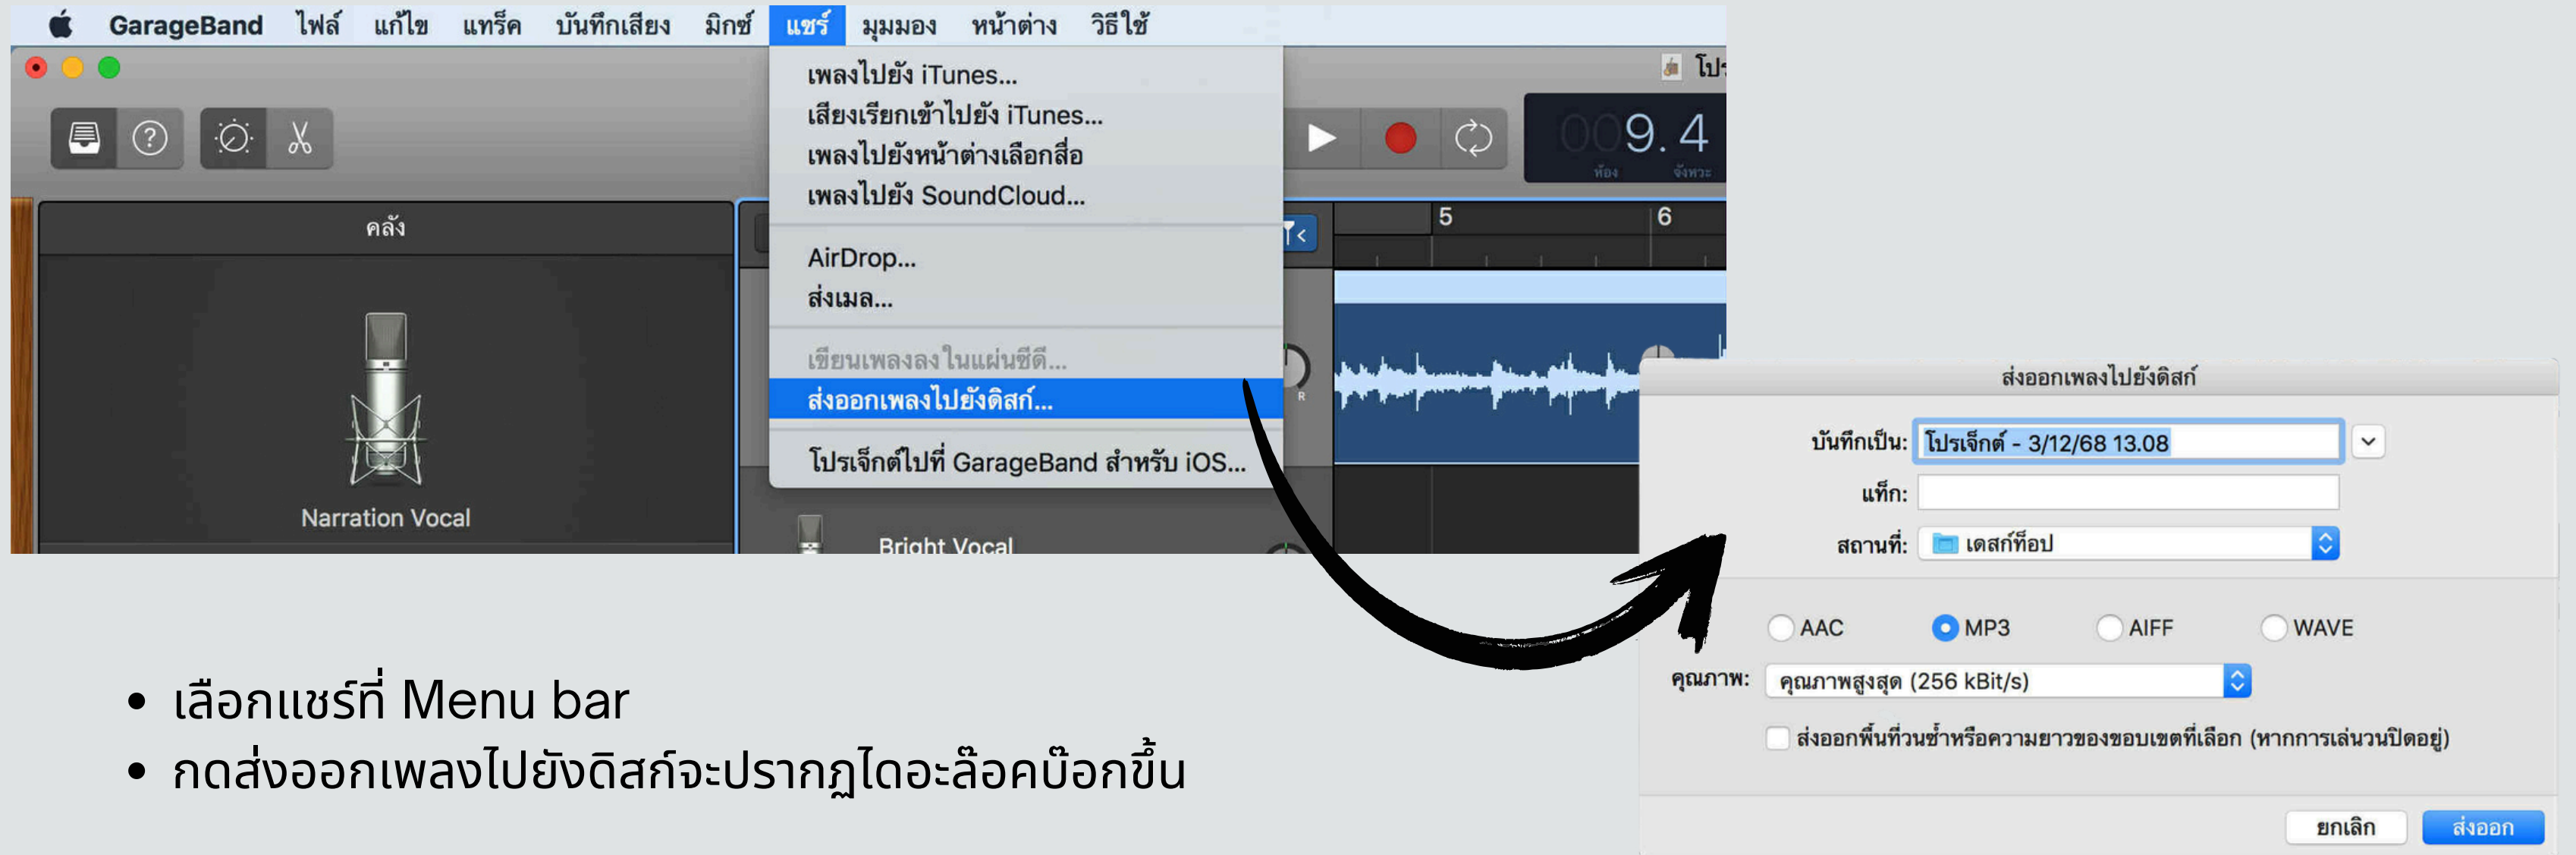 GarageBand ไฟล์ แก้ไข แทร็ค บันทึกเสียง มิกซ์ แชร์ มุมมอง หน้าต่าง วิธีใช้
เพลงไปยัง iTunes...
เสียงเรียกเข้าไปยัง iTunes...
เพลงไปยังหน้าต่างเลือกสื่อ
เพลงไปยัง SoundCloud...
AirDrop...
ส่งเมล...
เขียนเพลงลงในแผ่นซีดี...
ส่งออกเพลงไปยังดิสก์...
โปรเจ็กต์ไปที่ GarageBand สำหรับ iOS...
009.4
ห้อง จังหวะ
คลัง
5 6
R
Narration Vocal
Bright Vocal
ส่งออกเพลงไปยังดิสก์
บันทึกเป็น: โปรเจ็กต์ - 3/12/68 13.08
แท็ก:
สถานที่: เดสก์ท็อป
AAC MP3 AIFF WAVE
คุณภาพ: คุณภาพสูงสุด (256 kBit/s)
ส่งออกพื้นที่วนซ้ำหรือความยาวของขอบเขตที่เลือก (หากการเล่นวนปิดอยู่)
ยกเลิก ส่งออก
• เลือกแชร์ที่ Menu bar
• กดส่งออกเพลงไปยังดิสก์จะปรากฏไดอะล๊อคบ๊อกขึ้น